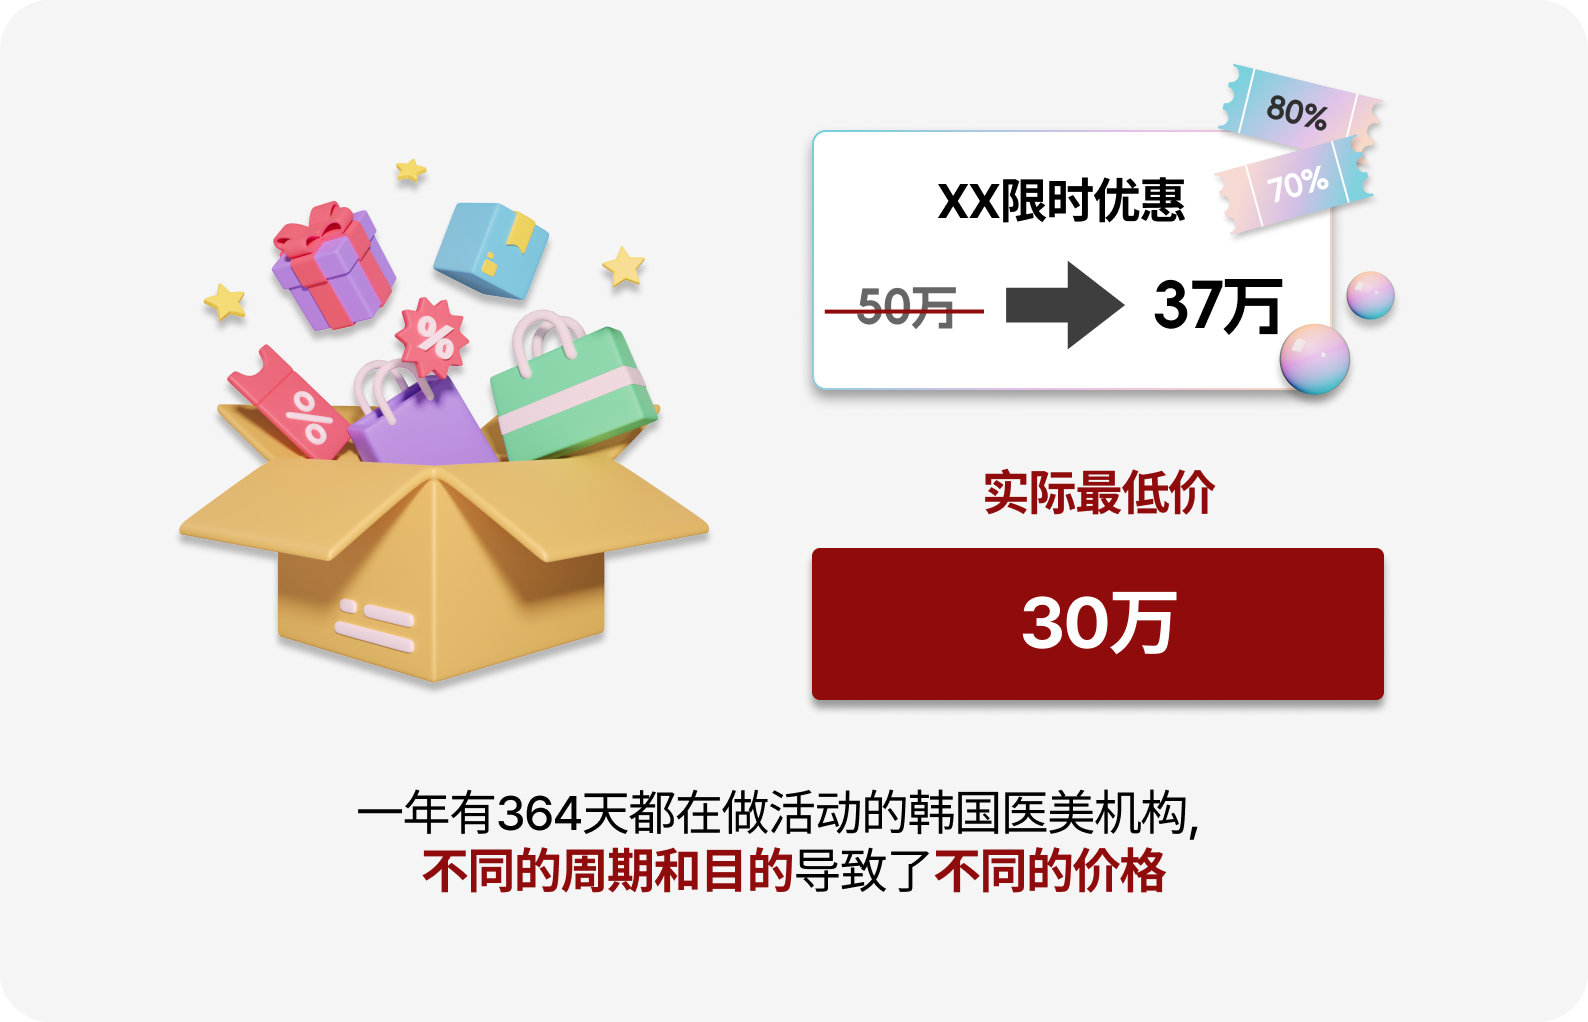 80%
70%
XX限时优惠
50万
37万
%
%
实际最低价
30万
一年有364天都在做活动的韩国医美机构,
不同的周期和目的导致了不同的价格